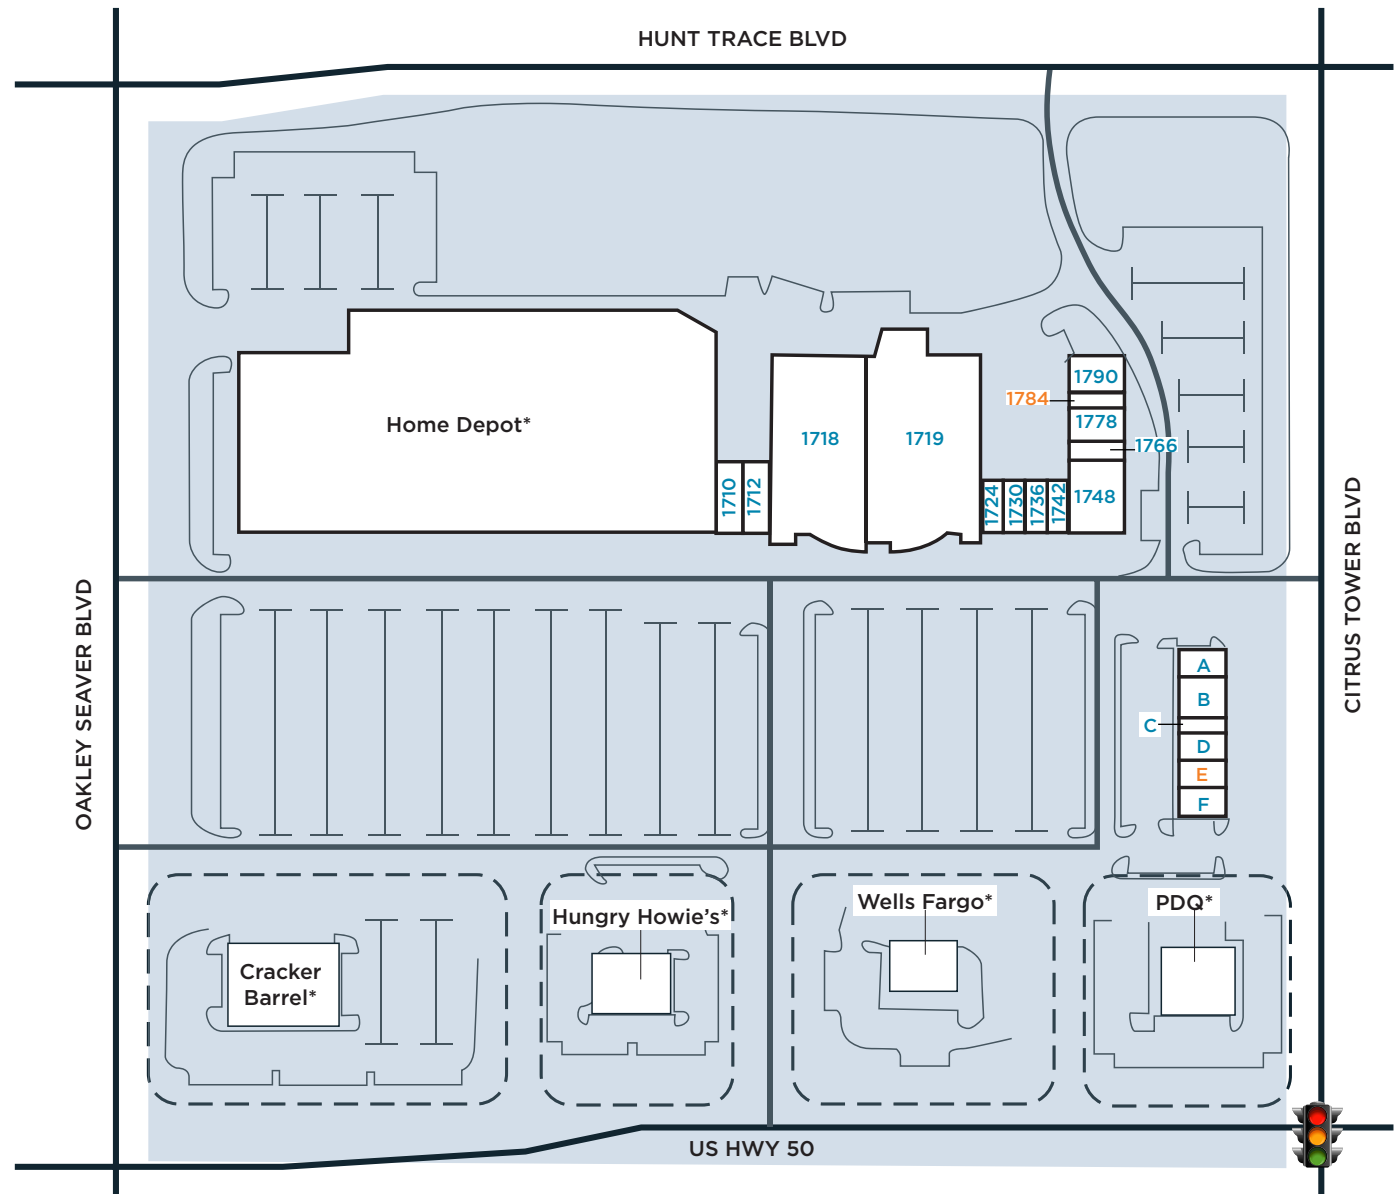 HUNT TRACE BLVD
1790
1784
1778
1766
1748
Home Depot*
1718
1719
1710
1712
1724
1730
1736
1742
OAKLEY SEAVER BLVD
CITRUS TOWER BLVD
A
B
C
D
E
F
Cracker
Barrel*
Hungry Howie's*
Wells Fargo*
PDQ*
US HWY 50